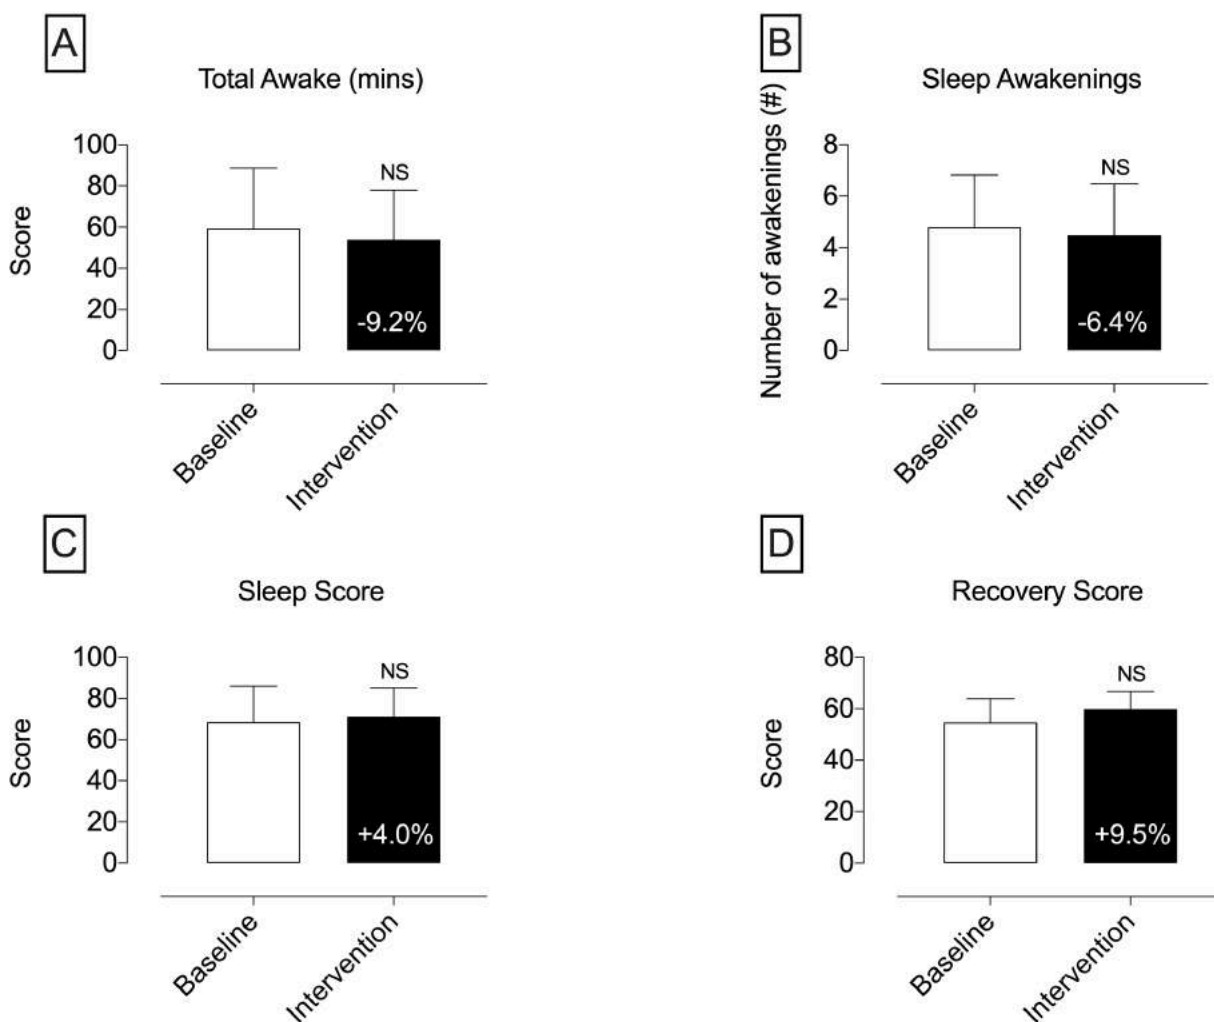 A
Total Awake (mins)
Score
100
80
60
40
20
0
NS
-9.2%
Baseline
Intervention
B
Sleep Awakenings
Number of awakenings (#)
8
6
4
2
0
NS
-6.4%
Baseline
Intervention
C
Sleep Score
Score
100
80
60
40
20
0
NS
+4.0%
Baseline
Intervention
D
Recovery Score
Score
80
60
40
20
0
NS
+9.5%
Baseline
Intervention